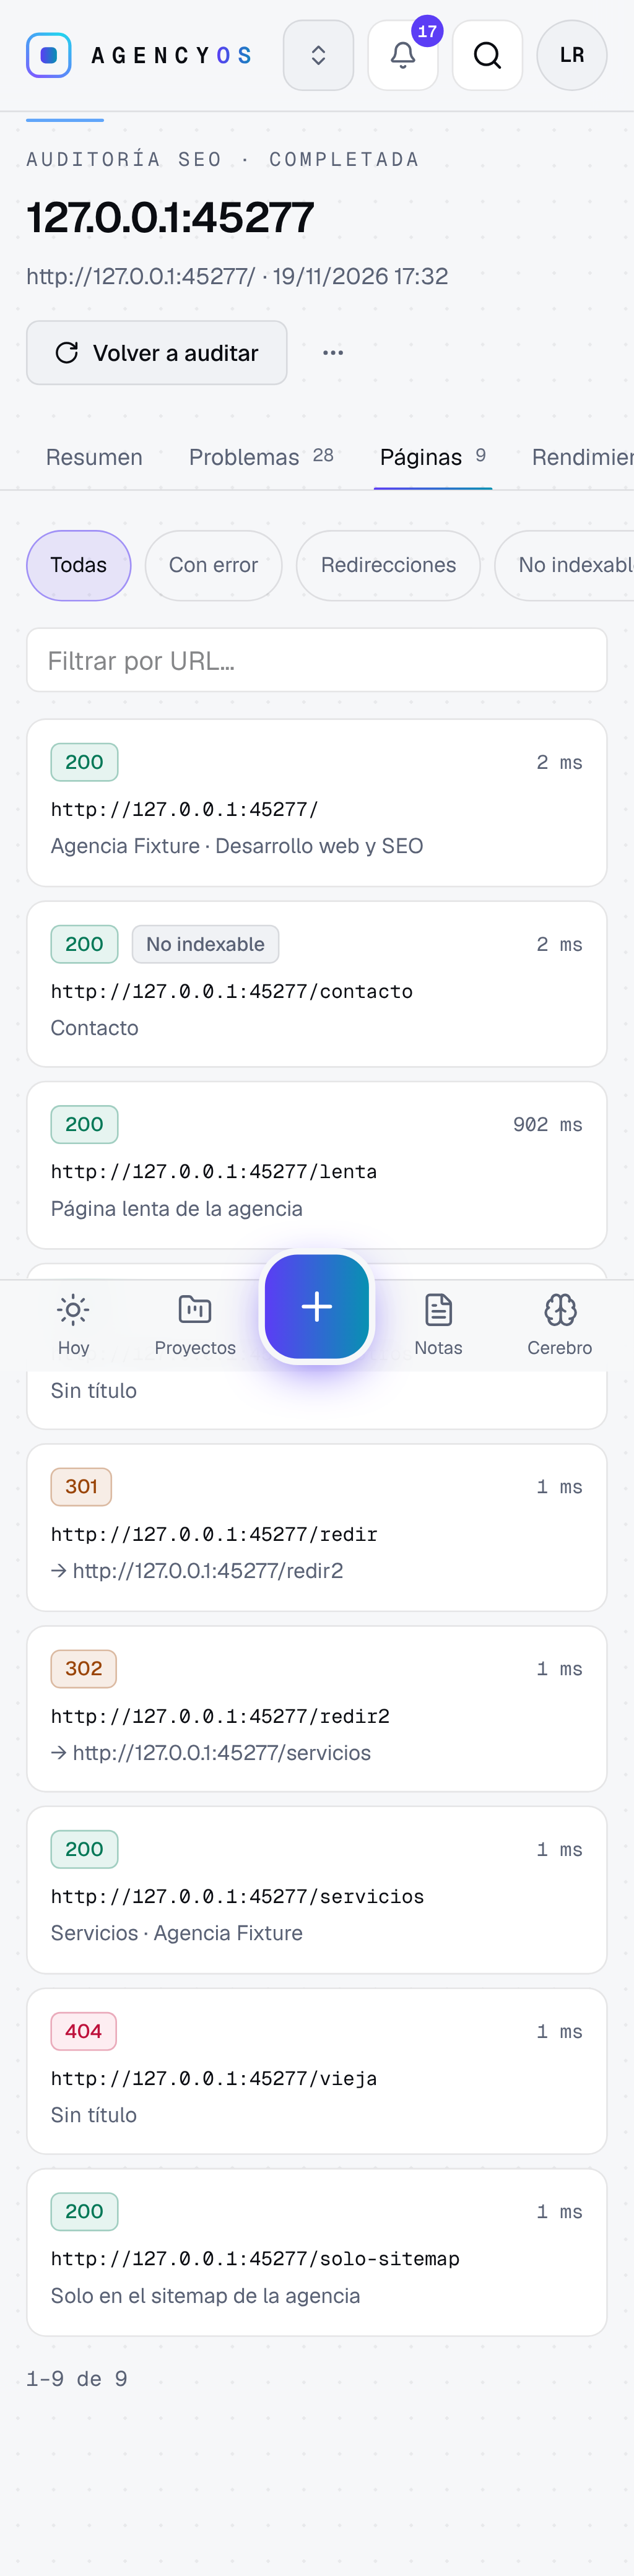 AGENCYOS
17
LR
AUDITORÍA SEO · COMPLETADA
127.0.0.1:45277
http://127.0.0.1:45277/ · 19/11/2026 17:32
Volver a auditar
Resumen
Problemas 28
Páginas 9
Rendimien
Todas
Con error
Redirecciones
No indexabl
Filtrar por URL...
200 2 ms
http://127.0.0.1:45277/
Agencia Fixture · Desarrollo web y SEO
200 No indexable 2 ms
http://127.0.0.1:45277/contacto
Contacto
200 902 ms
http://127.0.0.1:45277/lenta
Página lenta de la agencia
Hoy
Proyectos
Notas
Cerebro
Sin título
301 1 ms
http://127.0.0.1:45277/redir
→ http://127.0.0.1:45277/redir2
302 1 ms
http://127.0.0.1:45277/redir2
→ http://127.0.0.1:45277/servicios
200 1 ms
http://127.0.0.1:45277/servicios
Servicios · Agencia Fixture
404 1 ms
http://127.0.0.1:45277/vieja
Sin título
200 1 ms
http://127.0.0.1:45277/solo-sitemap
Solo en el sitemap de la agencia
1–9 de 9